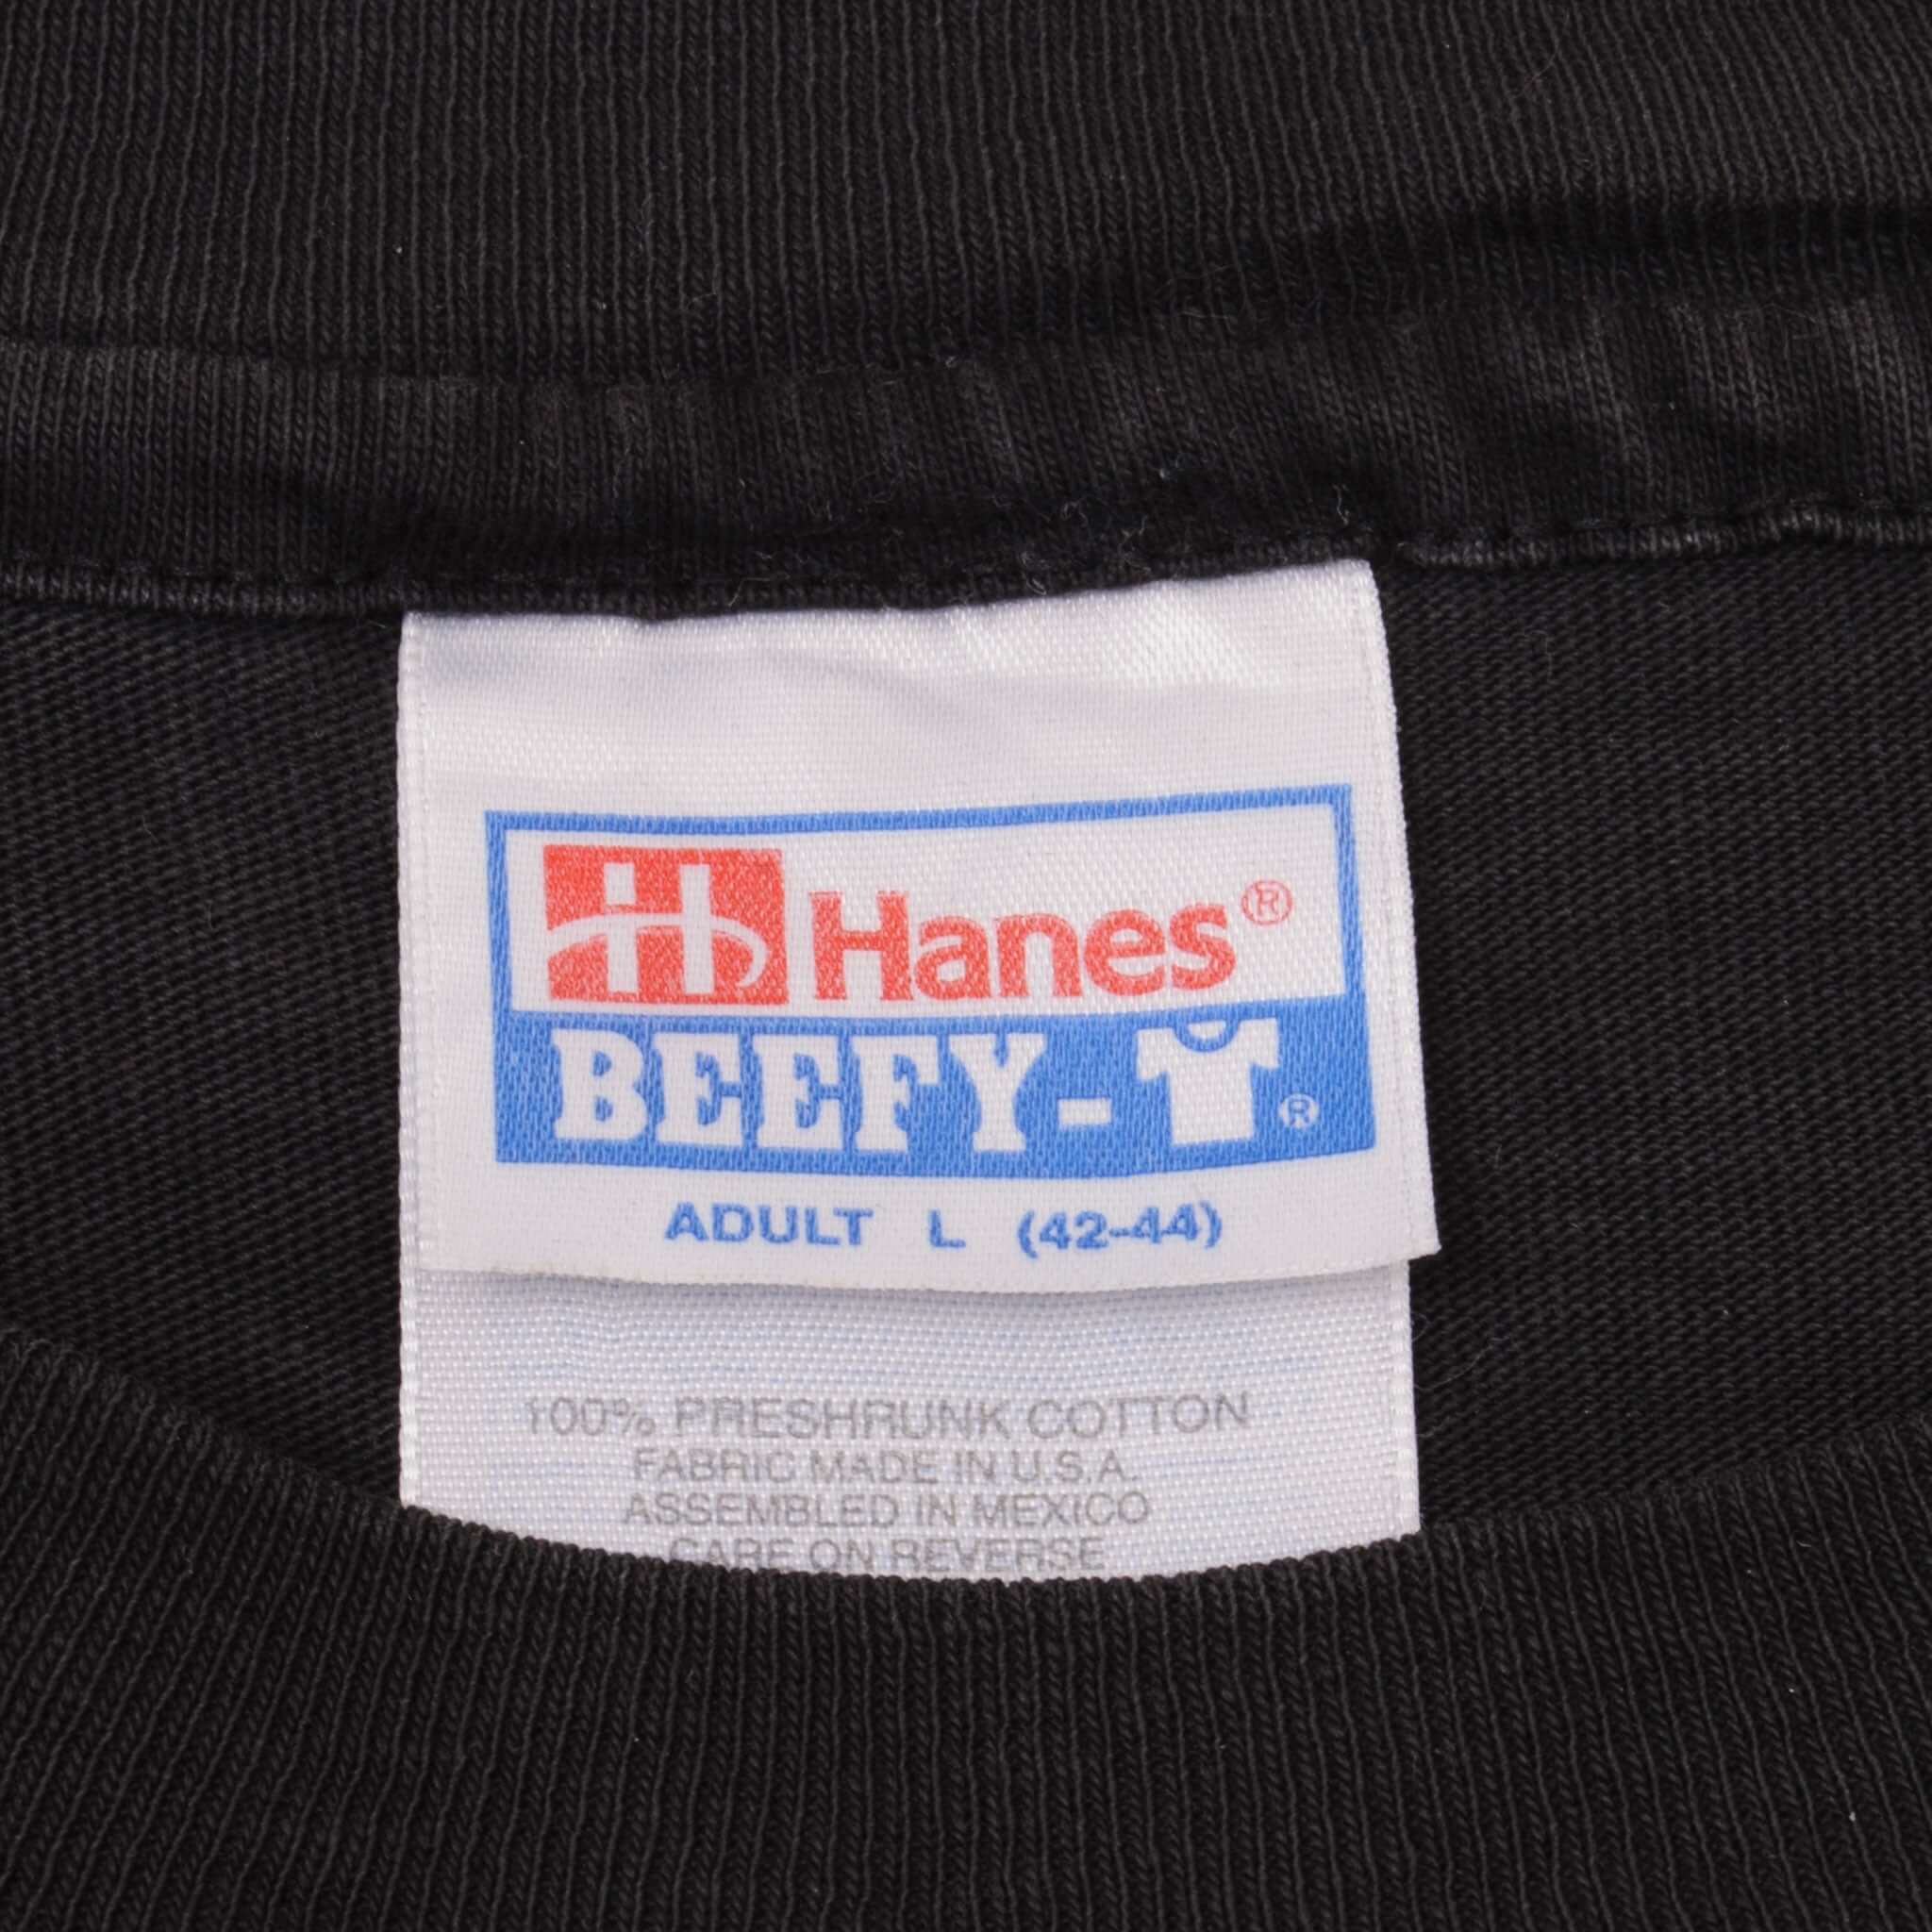 Hanes®
BEEFY-T®
ADULT L (42-44)
100% PRESHRUNK COTTON
FABRIC MADE IN U.S.A.
ASSEMBLED IN MEXICO
CARE ON REVERSE